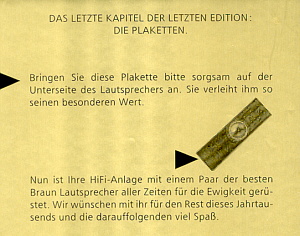 DAS LETZTE KAPITEL DER LETZTEN EDITION:
DIE PLAKETTEN.
Bringen Sie diese Plakette bitte sorgsam auf der
Unterseite des Lautsprechers an. Sie verleiht ihm so
seinen besonderen Wert.
Nun ist Ihre HiFi-Anlage mit einem Paar der besten
Braun Lautsprecher aller Zeiten für die Ewigkeit gerü-
stet. Wir wünschen mit ihr für den Rest dieses Jahrtau-
sends und die darauffolgenden viel Spaß.